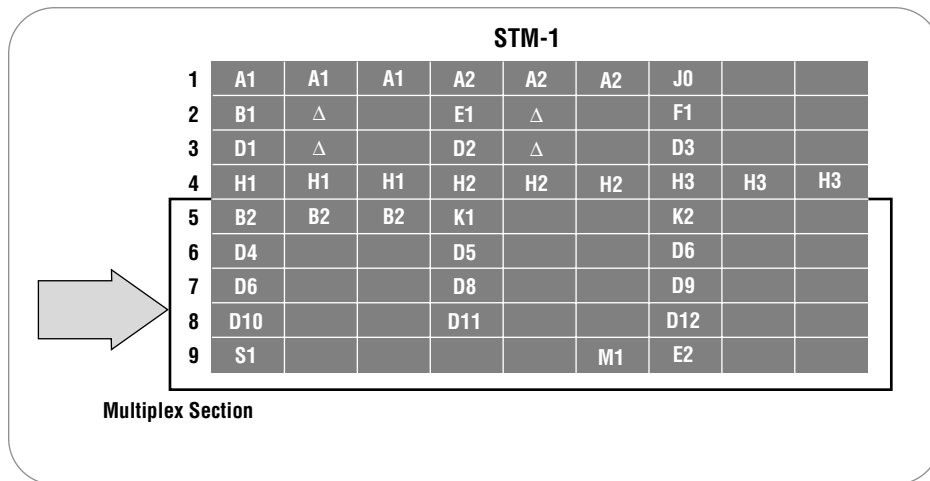 STM-1
1 A1 A1 A1 A2 A2 A2 J0
2 B1 Δ E1 Δ F1
3 D1 Δ D2 Δ D3
4 H1 H1 H1 H2 H2 H2 H3 H3 H3
5 B2 B2 B2 K1 K2
6 D4 D5 D6
7 D6 D8 D9
8 D10 D11 D12
9 S1 M1 E2
Multiplex Section